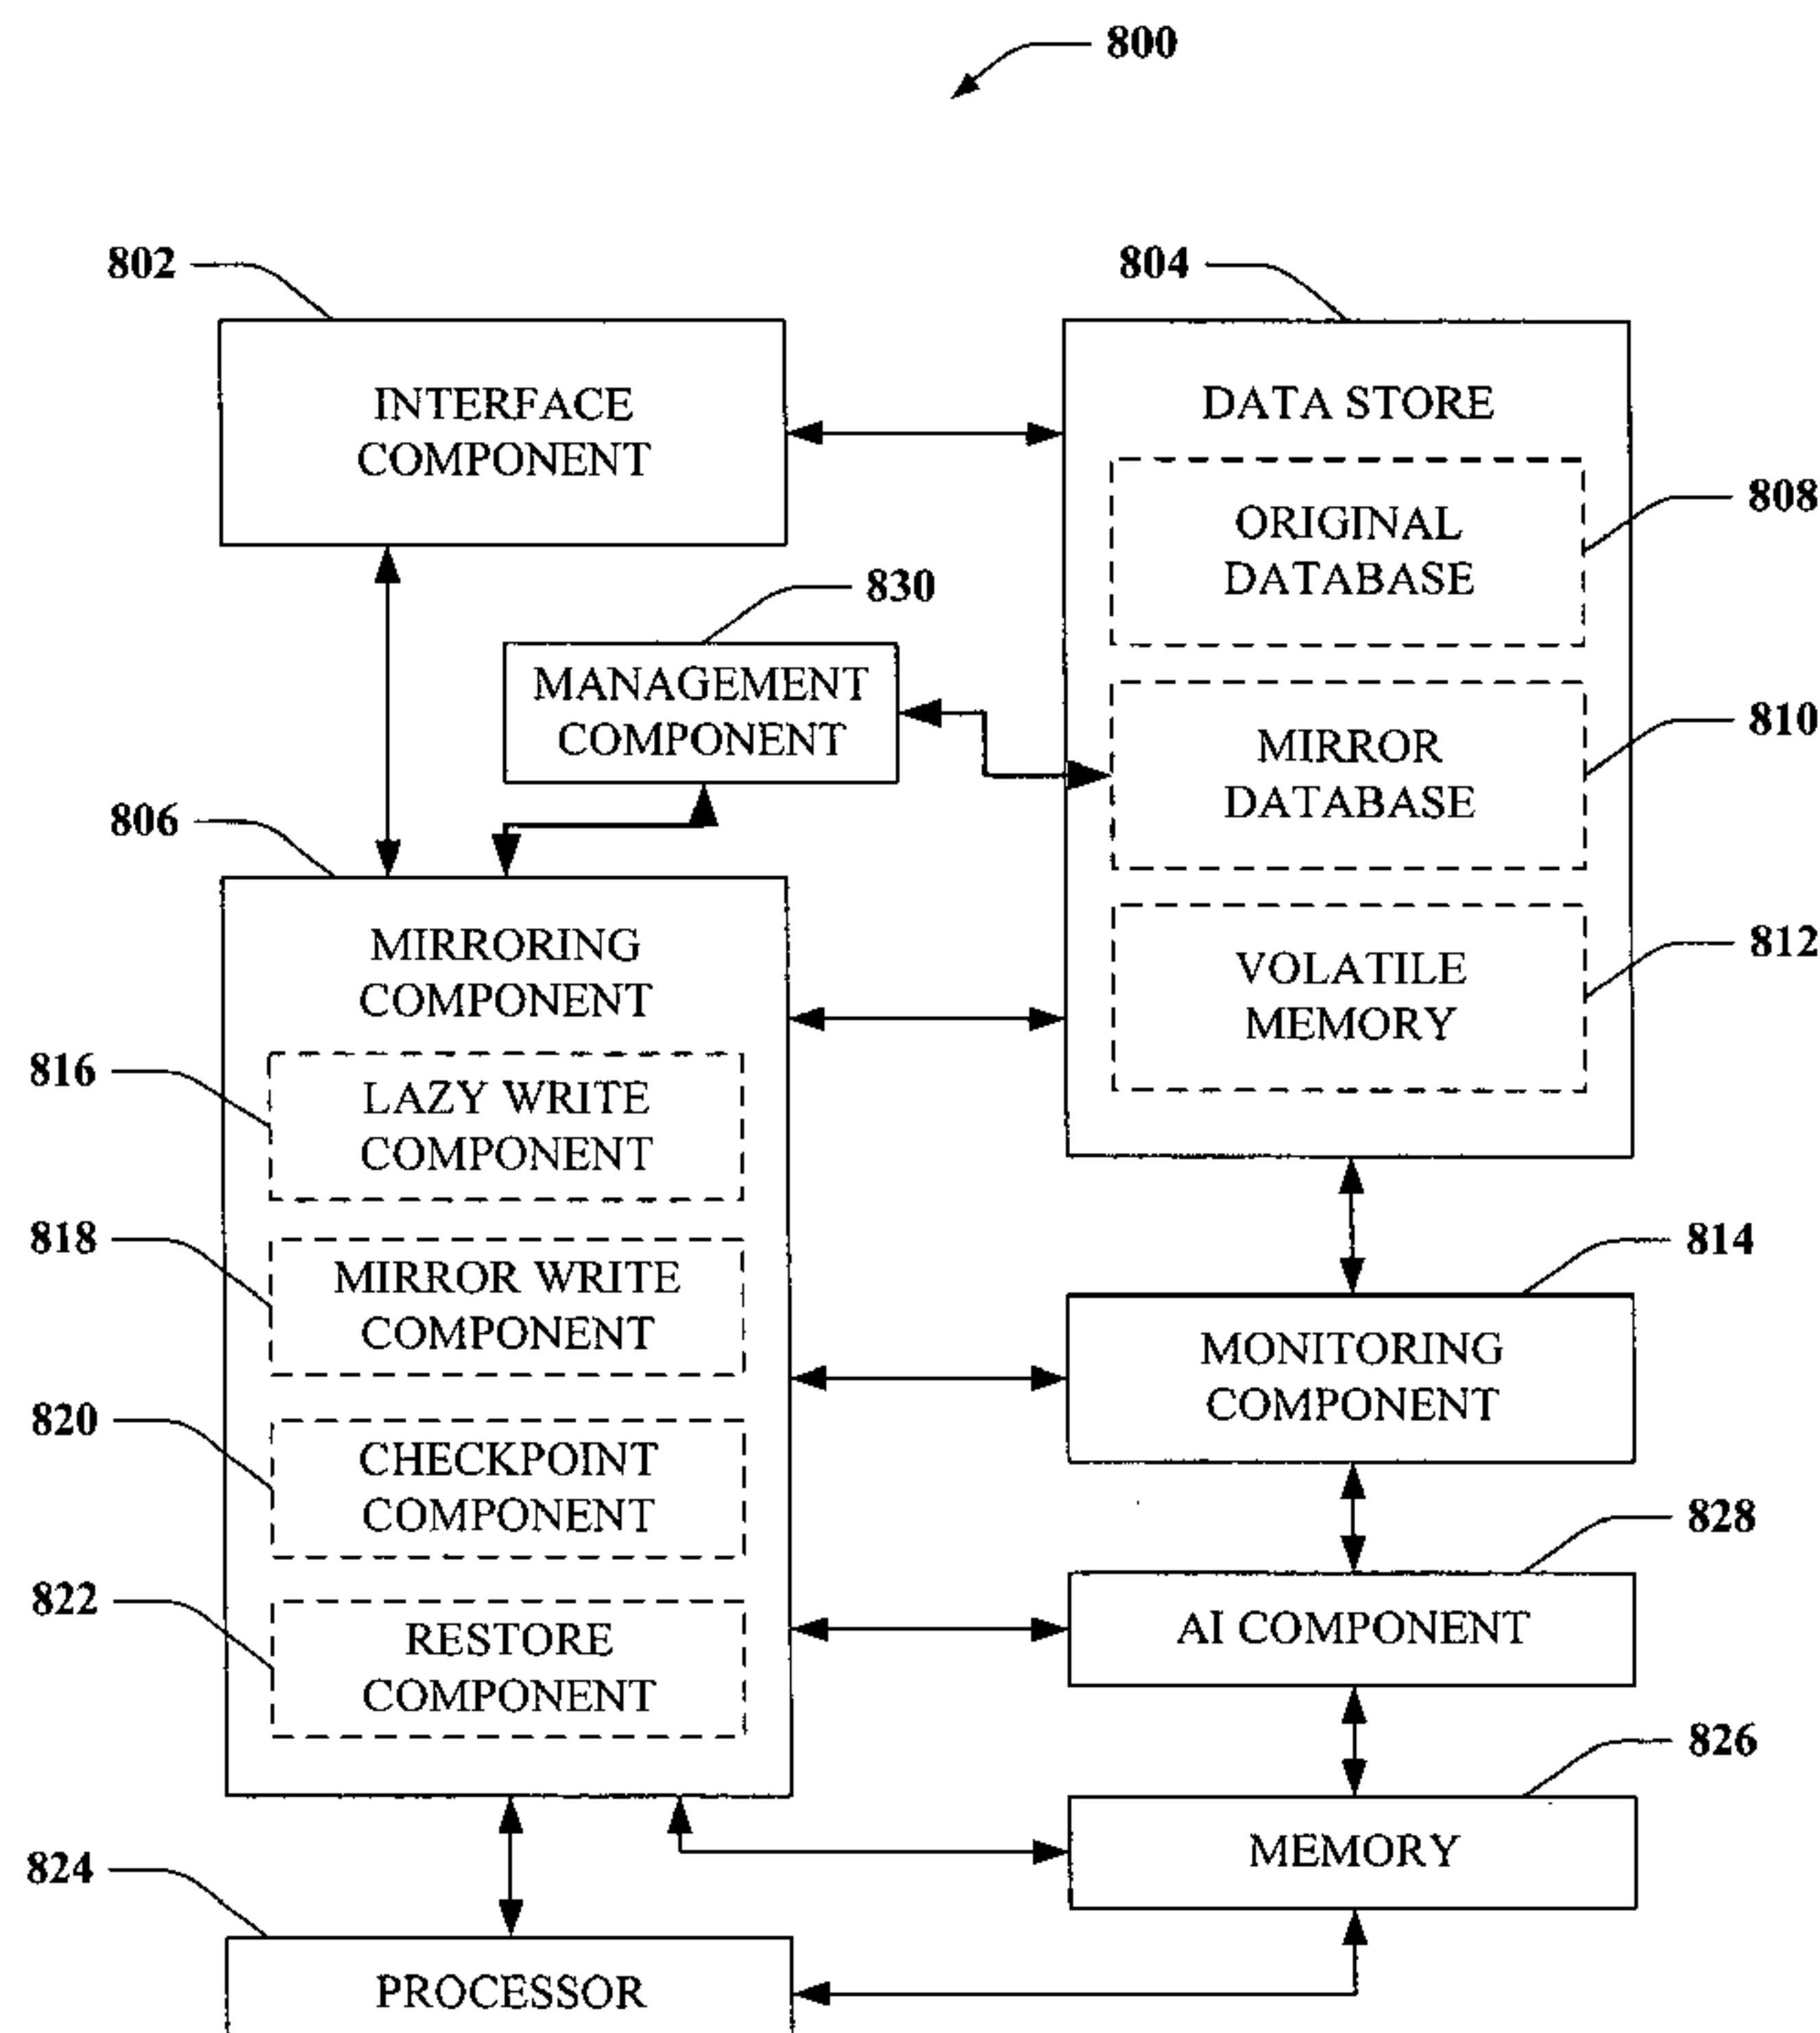 800
802
804
INTERFACE
COMPONENT
DATA STORE
ORIGINAL
DATABASE
808
830
MANAGEMENT
COMPONENT
MIRROR
DATABASE
810
806
MIRRORING
COMPONENT
VOLATILE
MEMORY
812
816
LAZY WRITE
COMPONENT
818
MIRROR WRITE
COMPONENT
814
MONITORING
COMPONENT
820
CHECKPOINT
COMPONENT
828
AI COMPONENT
822
RESTORE
COMPONENT
826
MEMORY
824
PROCESSOR